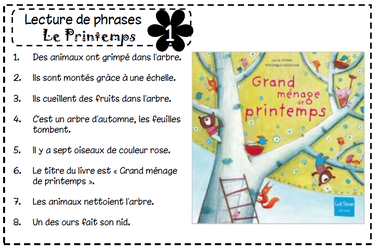 Lecture de phrases
Le Printemps
1
1. Des animaux ont grimpé dans l'arbre.
2. Ils sont montés grâce à une échelle.
3. Ils cueillent des fruits dans l'arbre.
4. C'est un arbre d'automne, les feuilles
tombent.
5. Il y a sept oiseaux de couleur rose.
6. Le titre du livre est « Grand ménage
de printemps ».
7. Les animaux nettoient l'arbre.
8. Un des ours fait son nid.
Grand
ménage
de
printemps